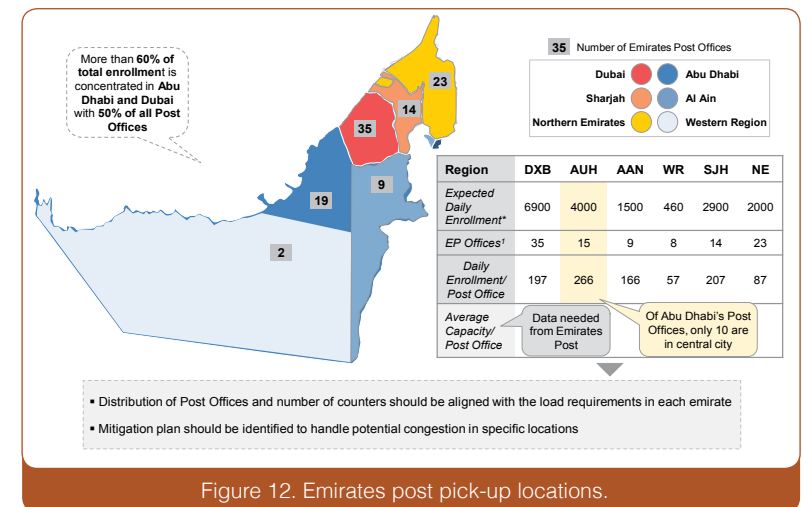 More than 60% of
total enrollment is
concentrated in Abu
Dhabi and Dubai
with 50% of all Post
Offices
35 Number of Emirates Post Offices
Dubai Abu Dhabi
Sharjah Al Ain
Northern Emirates Western Region
23
14
35
9
19
2
Region DXB AUH AAN WR SJH NE
Expected
Daily
Enrollment*
6900 4000 1500 460 2900 2000
EP Offices¹ 35 15 9 8 14 23
Daily
Enrollment/
Post Office
197 266 166 57 207 87
Average
Capacity/
Post Office
Data needed
from Emirates
Post
Of Abu Dhabi's Post
Offices, only 10 are
in central city
▪ Distribution of Post Offices and number of counters should be aligned with the load requirements in each emirate
▪ Mitigation plan should be identified to handle potential congestion in specific locations
Figure 12. Emirates post pick-up locations.